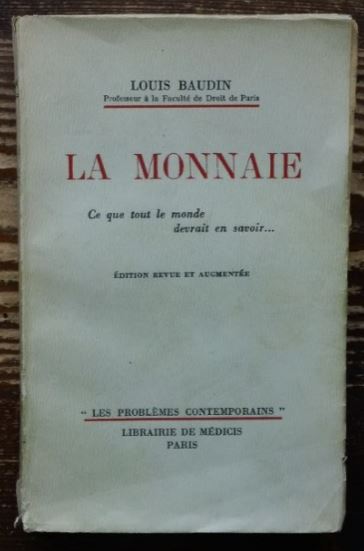 LOUIS BAUDIN
Professeur à la Faculté de Droit de Paris
LA MONNAIE
Ce que tout le monde
devrait en savoir...
ÉDITION REVUE ET AUGMENTÉE
" LES PROBLÈMES CONTEMPORAINS "
LIBRAIRIE DE MÉDICIS
PARIS